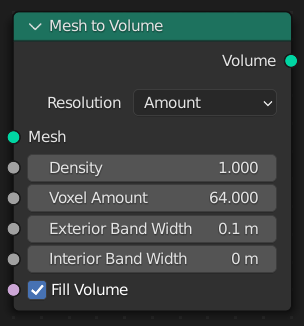 Mesh to Volume
Volume
Resolution Amount
Mesh
Density 1.000
Voxel Amount 64.000
Exterior Band Width 0.1 m
Interior Band Width 0 m
Fill Volume